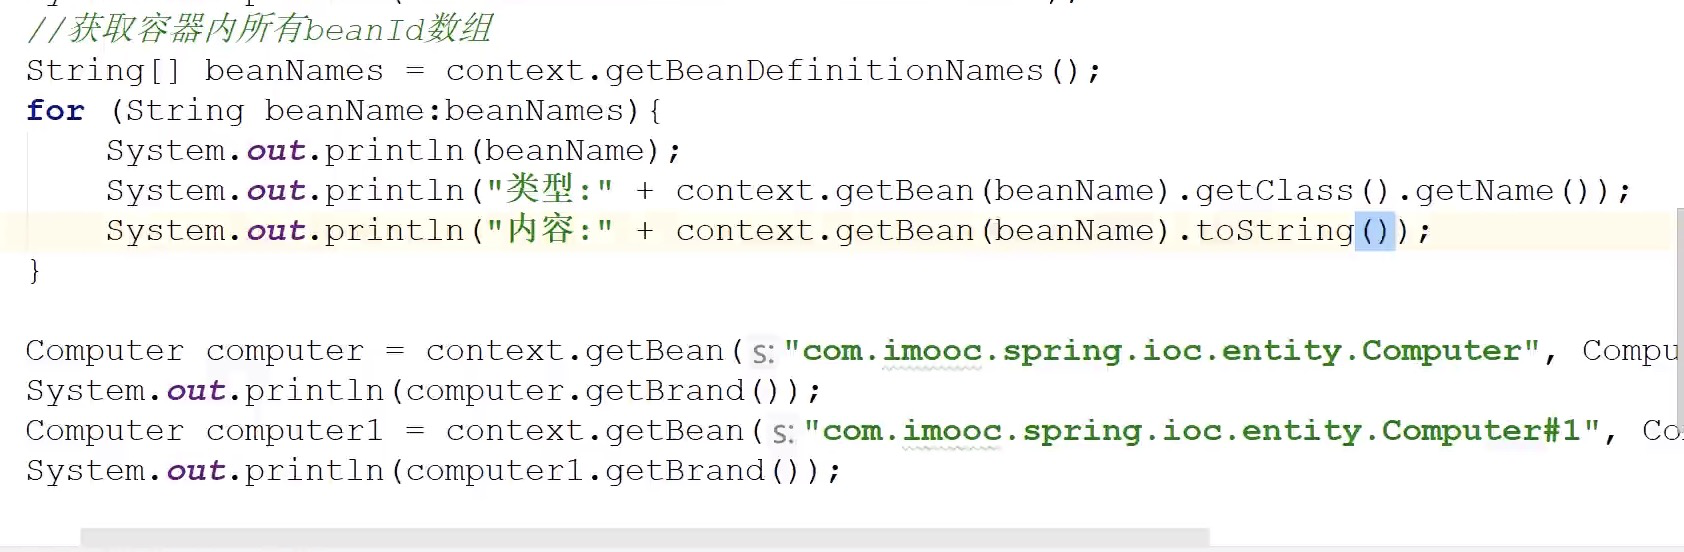 //获取容器内所有beanId数组
String[] beanNames = context.getBeanDefinitionNames();
for (String beanName:beanNames){
System.out.println(beanName);
System.out.println("类型:" + context.getBean(beanName).getClass().getName());
System.out.println("内容:" + context.getBean(beanName).toString());
}
Computer computer = context.getBean( s: "com.imooc.spring.ioc.entity.Computer", Compu
System.out.println(computer.getBrand());
Computer computer1 = context.getBean( s: "com.imooc.spring.ioc.entity.Computer#1", Co
System.out.println(computer1.getBrand());